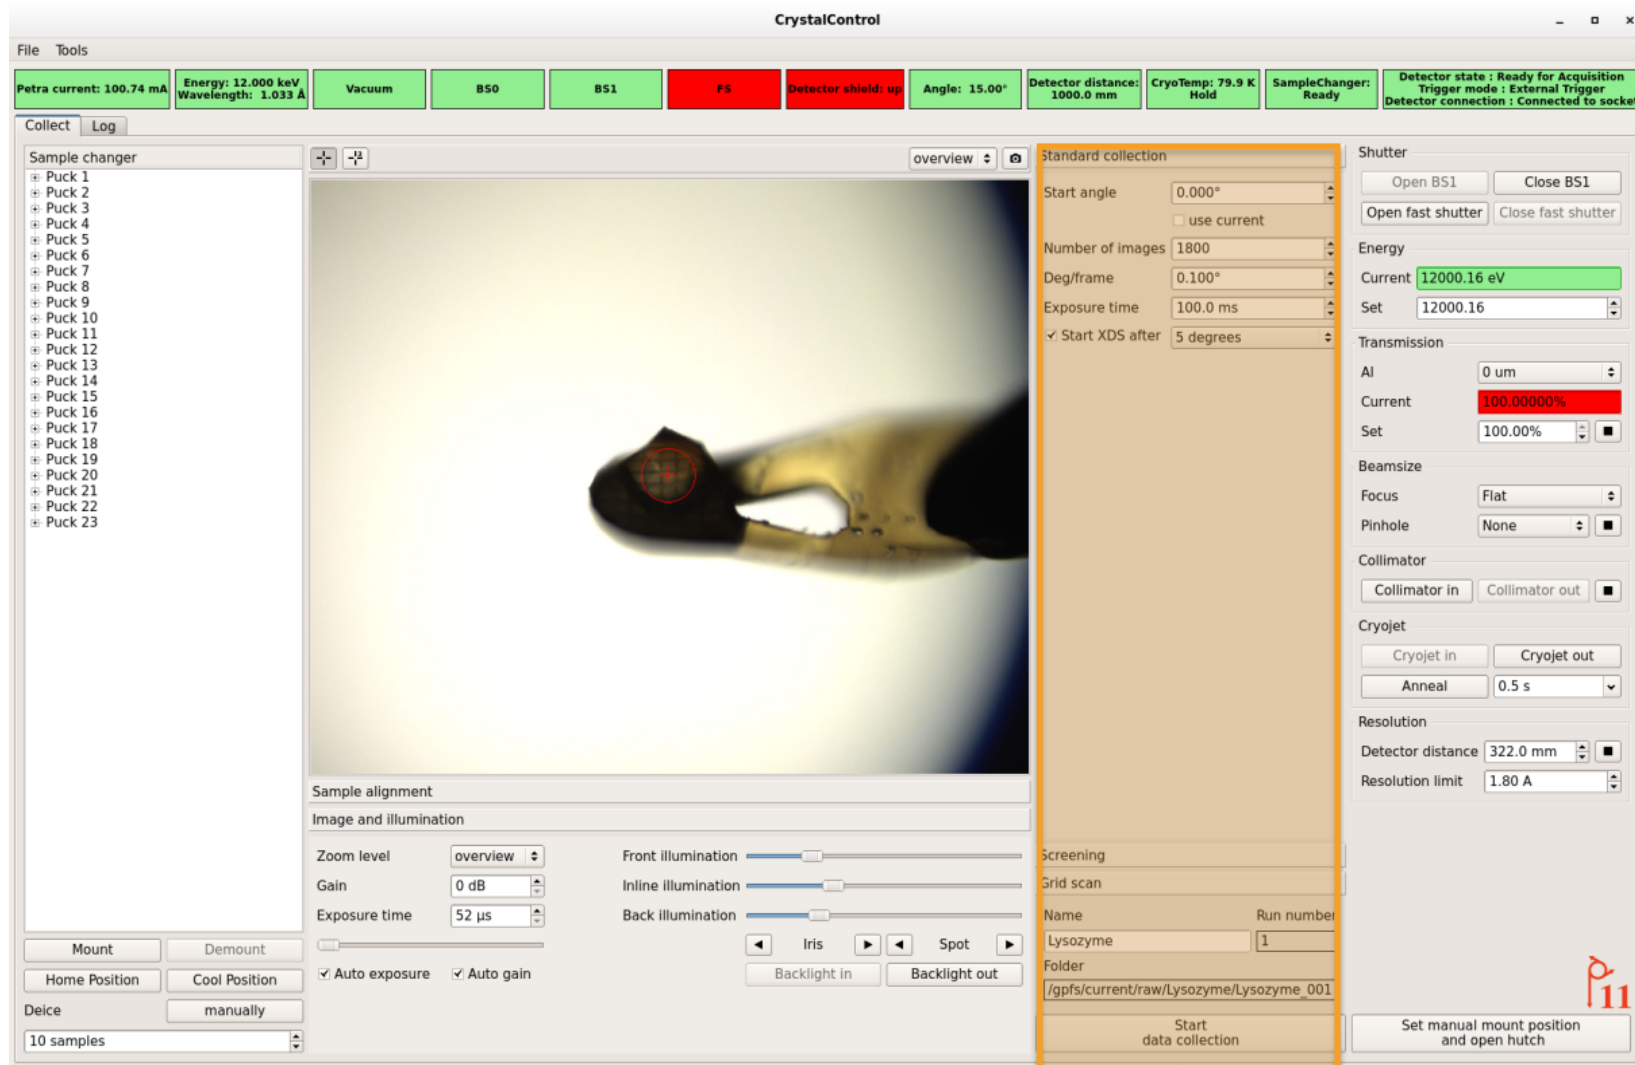 CrystalControl
File Tools
Petra current: 100.74 mA
Energy: 12.000 keV
Wavelength: 1.033 Å
Vacuum
BS0
BS1
FS
Detector shield: up
Angle: 15.00°
Detector distance:
1000.0 mm
CryoTemp: 79.9 K
Hold
SampleChanger:
Ready
Detector state : Ready for Acquisition
Trigger mode : External Trigger
Detector connection : Connected to socket
Collect Log
Sample changer
Puck 1
Puck 2
Puck 3
Puck 4
Puck 5
Puck 6
Puck 7
Puck 8
Puck 9
Puck 10
Puck 11
Puck 12
Puck 13
Puck 14
Puck 15
Puck 16
Puck 17
Puck 18
Puck 19
Puck 20
Puck 21
Puck 22
Puck 23
Mount Demount
Home Position Cool Position
Deice manually
10 samples
overview
Sample alignment
Image and illumination
Zoom level overview
Gain 0 dB
Exposure time 52 µs
Auto exposure Auto gain
Front illumination
Inline illumination
Back illumination
Iris Spot
Backlight in Backlight out
Standard collection
Start angle 0.000°
use current
Number of images 1800
Deg/frame 0.100°
Exposure time 100.0 ms
Start XDS after 5 degrees
Screening
Grid scan
Name Run number
Lysozyme 1
Folder
/gpfs/current/raw/Lysozyme/Lysozyme_001
Start
data collection
Shutter
Open BS1 Close BS1
Open fast shutter Close fast shutter
Energy
Current 12000.16 eV
Set 12000.16
Transmission
Al 0 um
Current 100.00000%
Set 100.00%
Beamsize
Focus Flat
Pinhole None
Collimator
Collimator in Collimator out
Cryojet
Cryojet in Cryojet out
Anneal 0.5 s
Resolution
Detector distance 322.0 mm
Resolution limit 1.80 A
P11
Set manual mount position
and open hutch